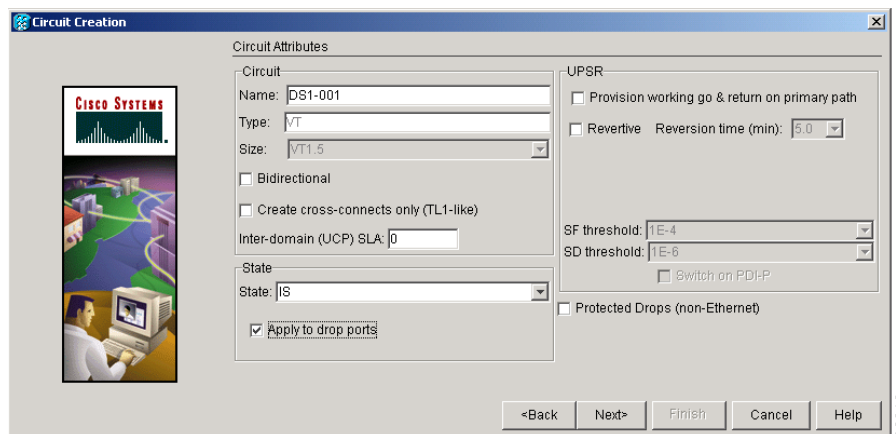 Circuit Creation
CISCO SYSTEMS
Circuit Attributes
Circuit
Name: DS1-001
Type: VT
Size: VT1.5
Bidirectional
Create cross-connects only (TL1-like)
Inter-domain (UCP) SLA: 0
State
State: IS
Apply to drop ports
UPSR
Provision working go & return on primary path
Revertive Reversion time (min): 5.0
SF threshold: 1E-4
SD threshold: 1E-6
Switch on PDI-P
Protected Drops (non-Ethernet)
<Back Next> Finish Cancel Help